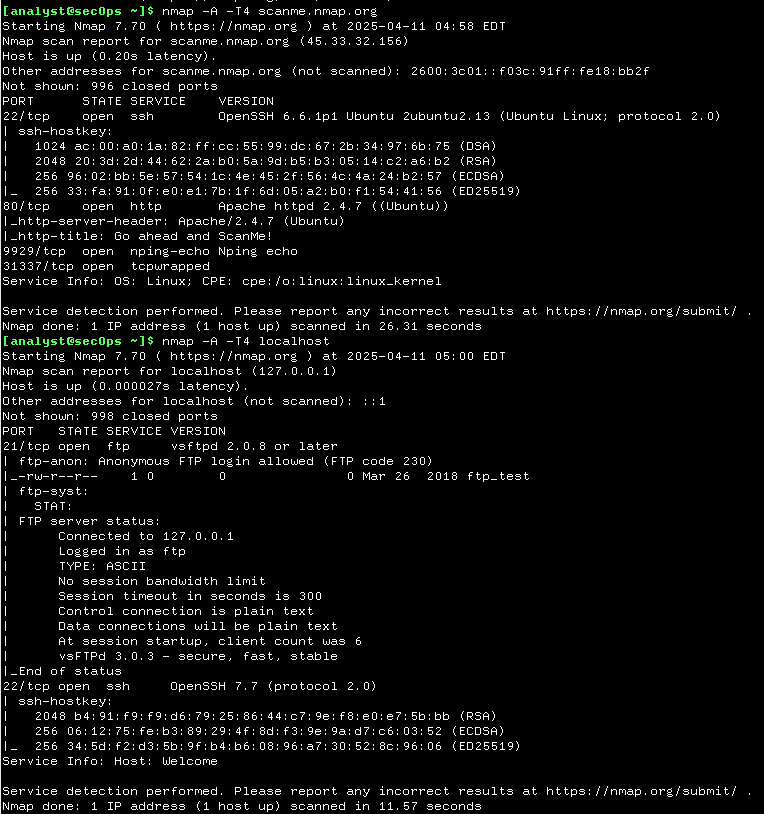 [analyst@secOps ~]$ nmap -A -T4 scanme.nmap.org
Starting Nmap 7.70 ( https://nmap.org ) at 2025-04-11 04:58 EDT
Nmap scan report for scanme.nmap.org (45.33.32.156)
Host is up (0.20s latency).
Other addresses for scanme.nmap.org (not scanned): 2600:3c01::f03c:91ff:fe18:bb2f
Not shown: 996 closed ports
PORT      STATE SERVICE    VERSION
22/tcp    open  ssh        OpenSSH 6.6.1p1 Ubuntu 2ubuntu2.13 (Ubuntu Linux; protocol 2.0)
| ssh-hostkey:
|   1024 ac:00:a0:1a:82:ff:cc:55:99:dc:67:2b:34:97:6b:75 (DSA)
|   2048 20:3d:2d:44:62:2a:b0:5a:9d:b5:b3:05:14:c2:a6:b2 (RSA)
|   256 96:02:bb:5e:57:54:1c:4e:45:2f:56:4c:4a:24:b2:57 (ECDSA)
|_  256 33:fa:91:0f:e0:e1:7b:1f:6d:05:a2:b0:f1:54:41:56 (ED25519)
80/tcp    open  http       Apache httpd 2.4.7 ((Ubuntu))
|_http-server-header: Apache/2.4.7 (Ubuntu)
|_http-title: Go ahead and ScanMe!
9929/tcp  open  nping-echo Nping echo
31337/tcp open  tcpwrapped
Service Info: OS: Linux; CPE: cpe:/o:linux:linux_kernel

Service detection performed. Please report any incorrect results at https://nmap.org/submit/ .
Nmap done: 1 IP address (1 host up) scanned in 26.31 seconds
[analyst@secOps ~]$ nmap -A -T4 localhost
Starting Nmap 7.70 ( https://nmap.org ) at 2025-04-11 05:00 EDT
Nmap scan report for localhost (127.0.0.1)
Host is up (0.000027s latency).
Other addresses for localhost (not scanned): ::1
Not shown: 998 closed ports
PORT   STATE SERVICE VERSION
21/tcp open  ftp     vsftpd 2.0.8 or later
| ftp-anon: Anonymous FTP login allowed (FTP code 230)
|_-rw-r--r--    1 0        0               0 Mar 26  2018 ftp_test
| ftp-syst:
|   STAT:
| FTP server status:
|      Connected to 127.0.0.1
|      Logged in as ftp
|      TYPE: ASCII
|      No session bandwidth limit
|      Session timeout in seconds is 300
|      Control connection is plain text
|      Data connections will be plain text
|      At session startup, client count was 6
|      vsFTPd 3.0.3 - secure, fast, stable
|_End of status
22/tcp open  ssh     OpenSSH 7.7 (protocol 2.0)
| ssh-hostkey:
|   2048 b4:91:f9:f9:d6:79:25:86:44:c7:9e:f8:e0:e7:5b:bb (RSA)
|   256 06:12:75:fe:b3:89:29:4f:8d:f3:9e:9a:d7:c6:03:52 (ECDSA)
|_  256 34:5d:f2:d3:5b:9f:b4:b6:08:96:a7:30:52:8c:96:06 (ED25519)
Service Info: Host: Welcome

Service detection performed. Please report any incorrect results at https://nmap.org/submit/ .
Nmap done: 1 IP address (1 host up) scanned in 11.57 seconds